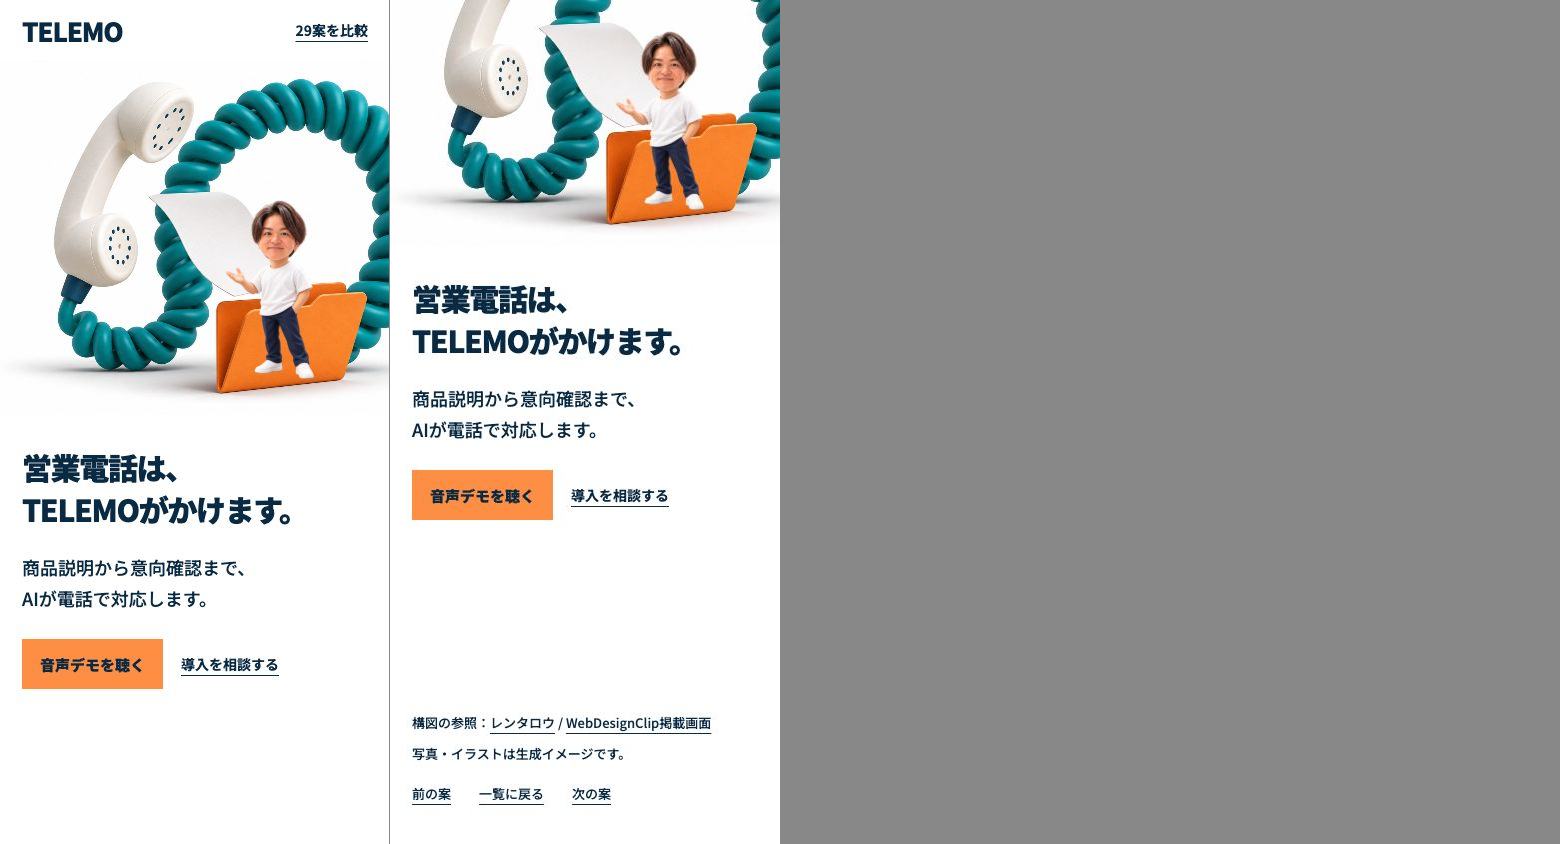 TELEMO
29案を比較
営業電話は、
TELEMOがかけます。
商品説明から意向確認まで、
AIが電話で対応します。
音声デモを聴く
導入を相談する
営業電話は、
TELEMOがかけます。
商品説明から意向確認まで、
AIが電話で対応します。
音声デモを聴く
導入を相談する
構図の参照：レンタロウ / WebDesignClip掲載画面
写真・イラストは生成イメージです。
前の案
一覧に戻る
次の案